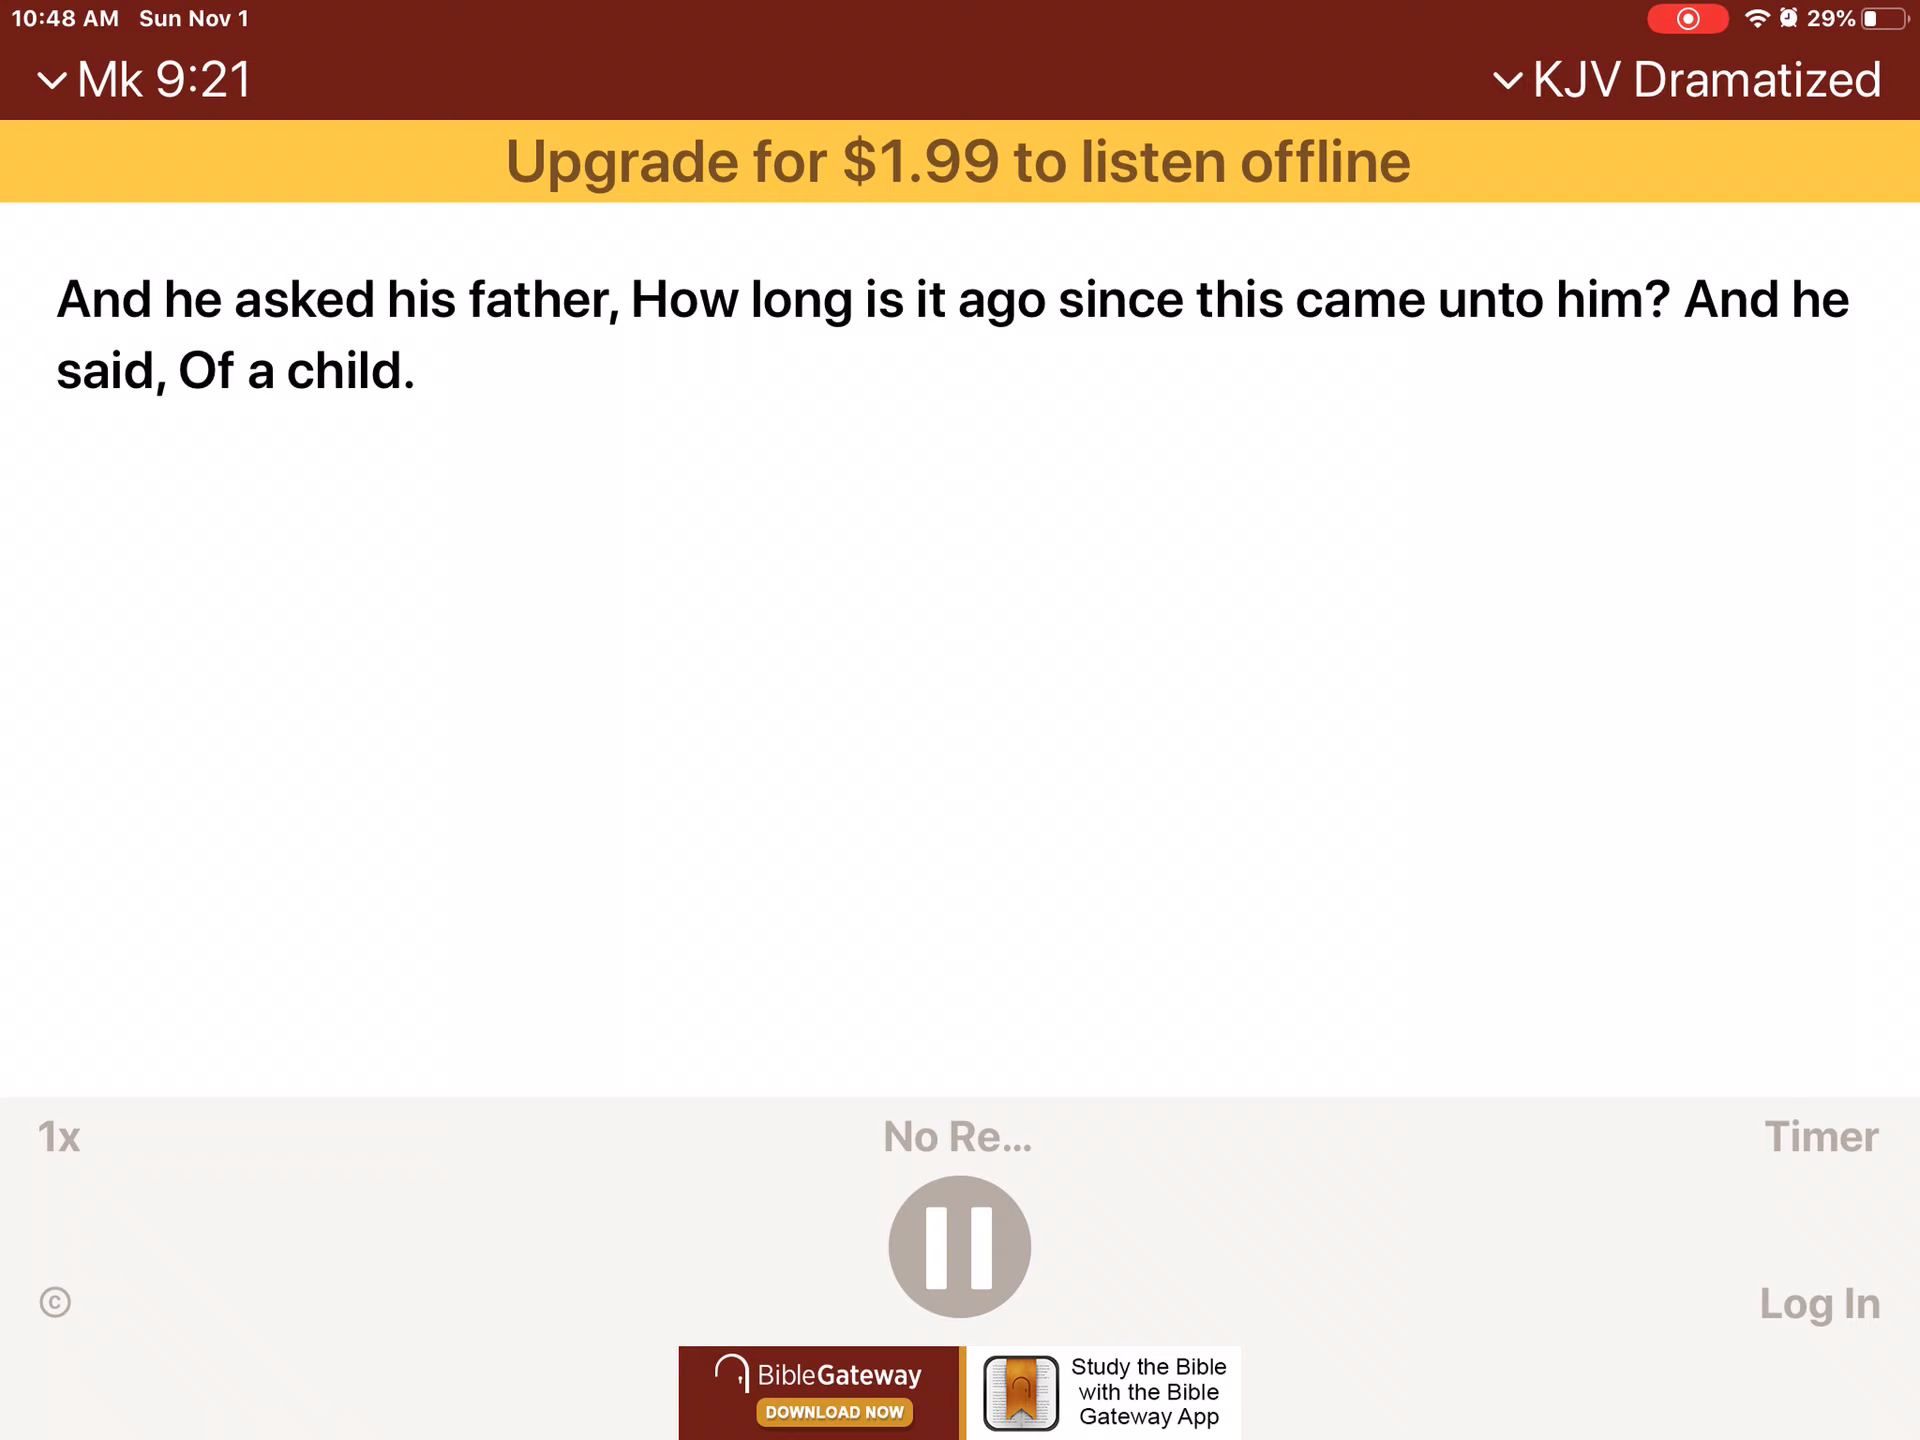 10:48 AM Sun Nov 1 29%
Mk 9:21 KJV Dramatized
Upgrade for $1.99 to listen offline
And he asked his father, How long is it ago since this came unto him? And he
said, Of a child.
1x No Re... Timer
© Log In
BibleGateway
DOWNLOAD NOW
Study the Bible
with the Bible
Gateway App